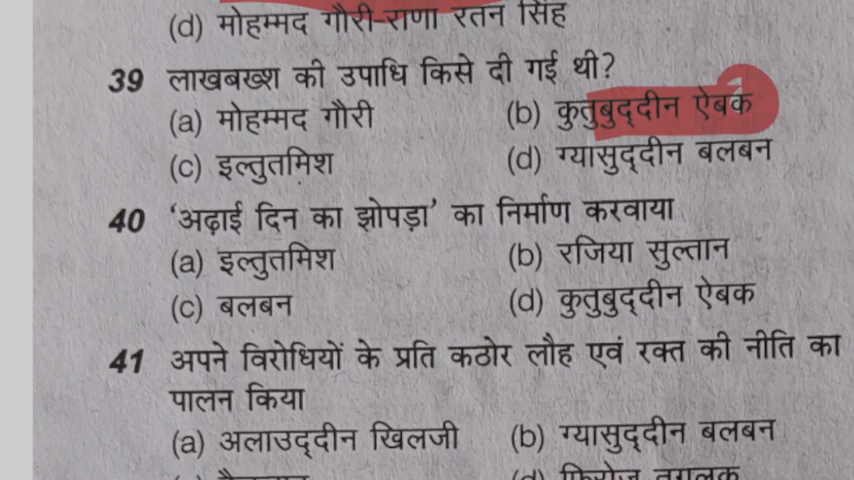 (d) मोहम्मद गौरी-राणा रतन सिंह
39 लाखबख्श की उपाधि किसे दी गई थी?
(a) मोहम्मद गौरी (b) कुतुबुद्दीन ऐबक
(c) इल्तुतमिश (d) ग्यासुद्दीन बलबन
40 ‘अढ़ाई दिन का झोपड़ा’ का निर्माण करवाया
(a) इल्तुतमिश (b) रजिया सुल्तान
(c) बलबन (d) कुतुबुद्दीन ऐबक
41 अपने विरोधियों के प्रति कठोर लौह एवं रक्त की नीति का
पालन किया
(a) अलाउद्दीन खिलजी (b) ग्यासुद्दीन बलबन
(d) फिरोज तुगलक